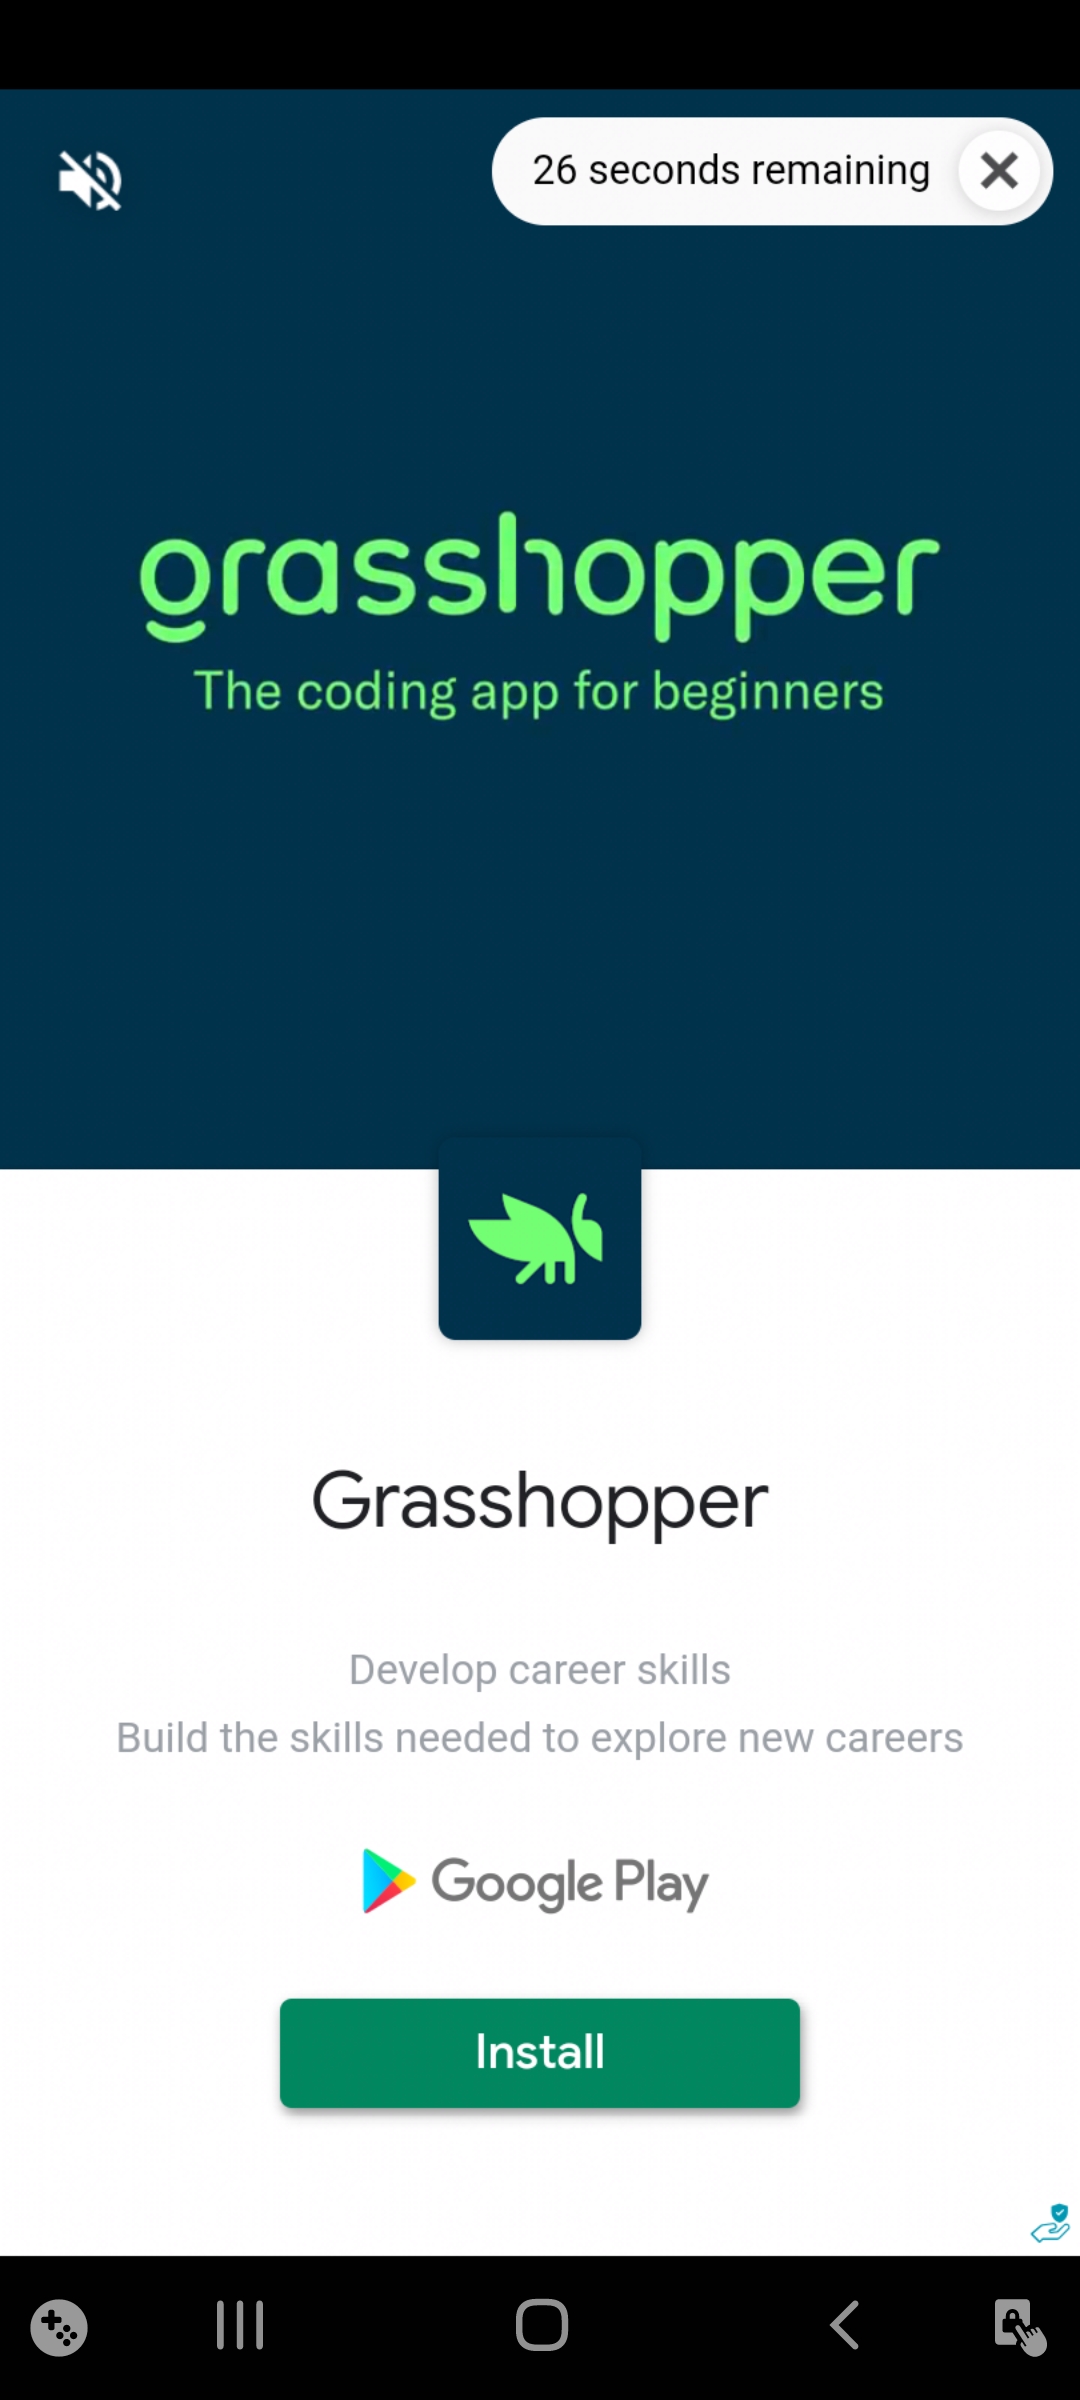 26 seconds remaining
grasshopper
The coding app for beginners
Grasshopper
Develop career skills
Build the skills needed to explore new careers
Google Play
Install